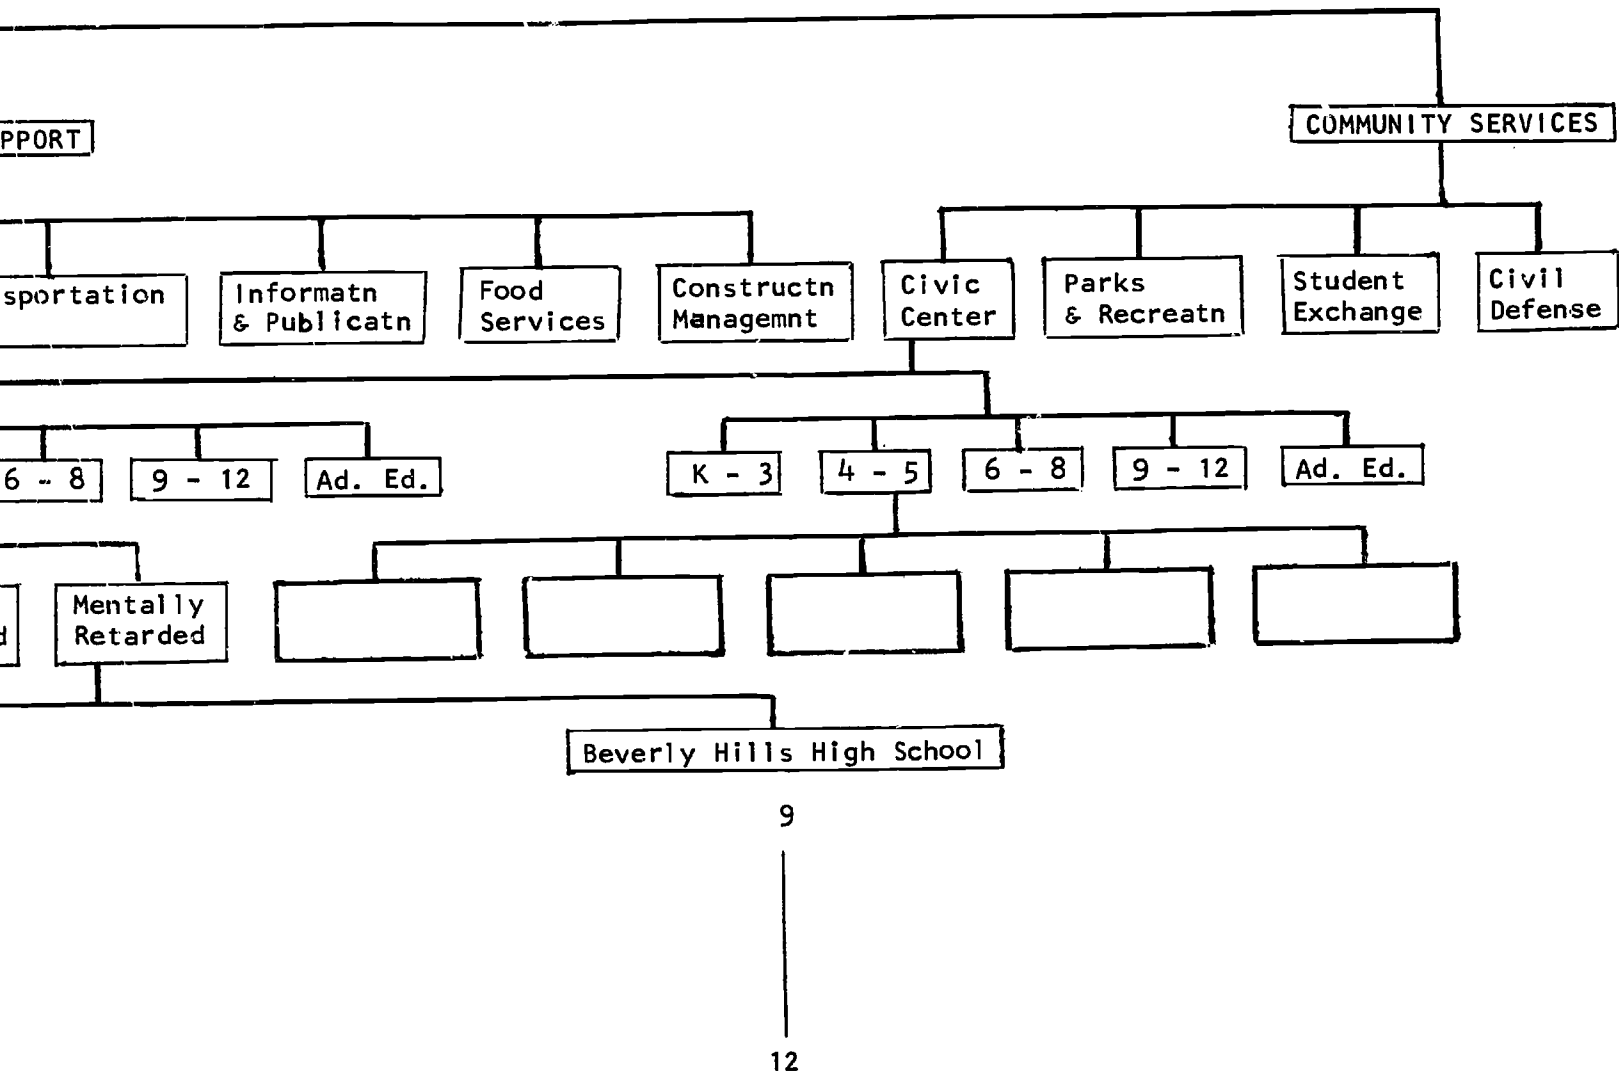 PPORT
COMMUNITY SERVICES
sportation
Informatn
& Publicatn
Food
Services
Constructn
Managemnt
Civic
Center
Parks
& Recreatn
Student
Exchange
Civil
Defense
6 - 8
9 - 12
Ad. Ed.
K - 3
4 - 5
6 - 8
9 - 12
Ad. Ed.
d
Mentally
Retarded
Beverly Hills High School
9
12